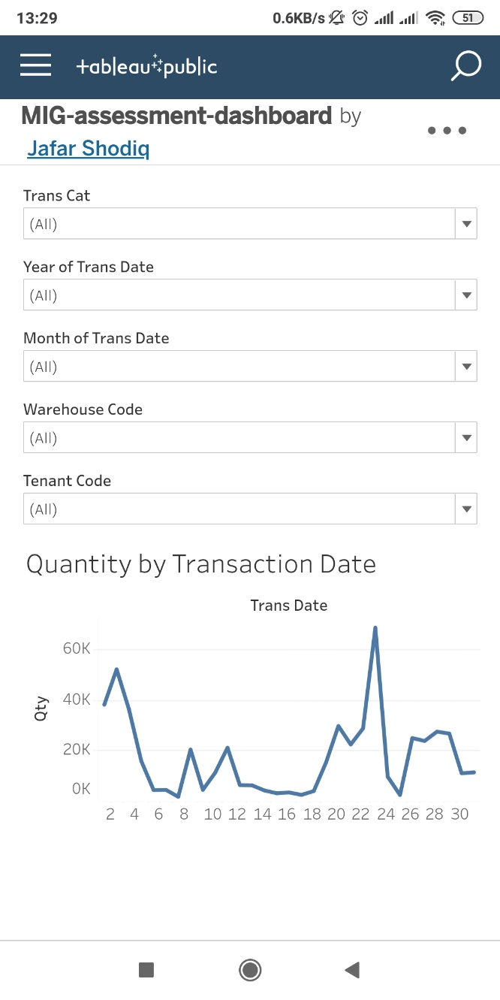 13:29 0.6KB/s 51
+ableau public
MIG-assessment-dashboard by
Jafar Shodiq
Trans Cat
(All)
Year of Trans Date
(All)
Month of Trans Date
(All)
Warehouse Code
(All)
Tenant Code
(All)
Quantity by Transaction Date
Trans Date
60K
40K
Qty
20K
0K
2 4 6 8 10 12 14 16 18 20 22 24 26 28 30